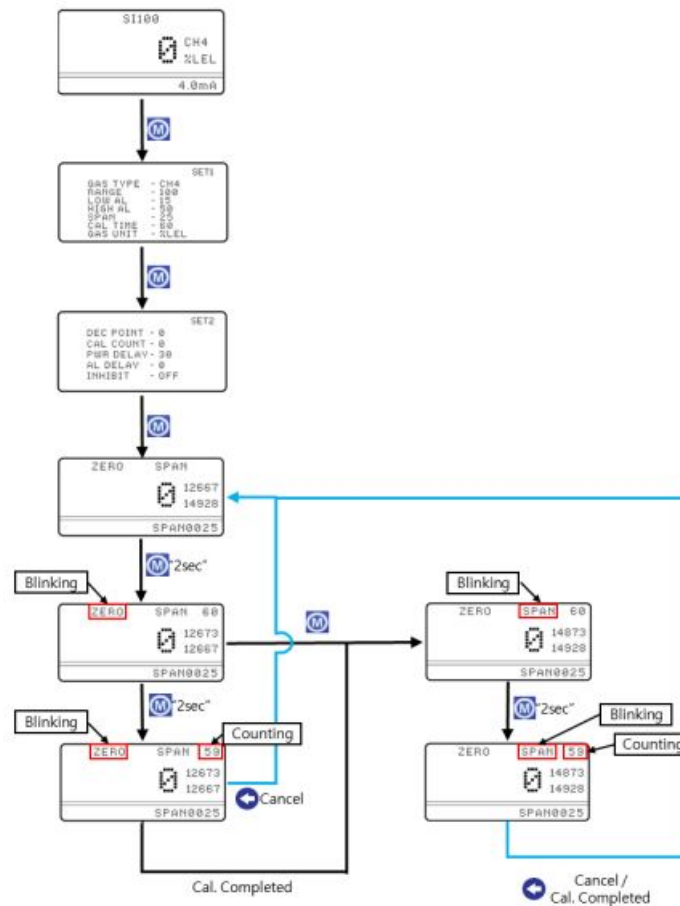 SI100
0 CH4
%LEL
4.0mA
M
SET1
GAS TYPE - CH4
RANGE - 100
LOW AL - 15
HIGH AL - 50
SPAN - 25
CAL TIME - 60
GAS UNIT - %LEL
M
SET2
DEC POINT - 0
CAL COUNT - 0
PWR DELAY - 30
AL DELAY - 0
INHIBIT - OFF
M
ZERO SPAN
0 12667
14928
SPAN0025
M "2sec"
Blinking
ZERO SPAN 60
0 12673
12667
SPAN0025
M
Blinking
ZERO SPAN 60
0 14873
14928
SPAN0025
M "2sec"
Blinking
Counting
ZERO SPAN 59
0 12673
12667
SPAN0025
Cancel
Cal. Completed
M "2sec"
Blinking
Counting
ZERO SPAN 59
0 14873
14928
SPAN0025
Cancel /
Cal. Completed